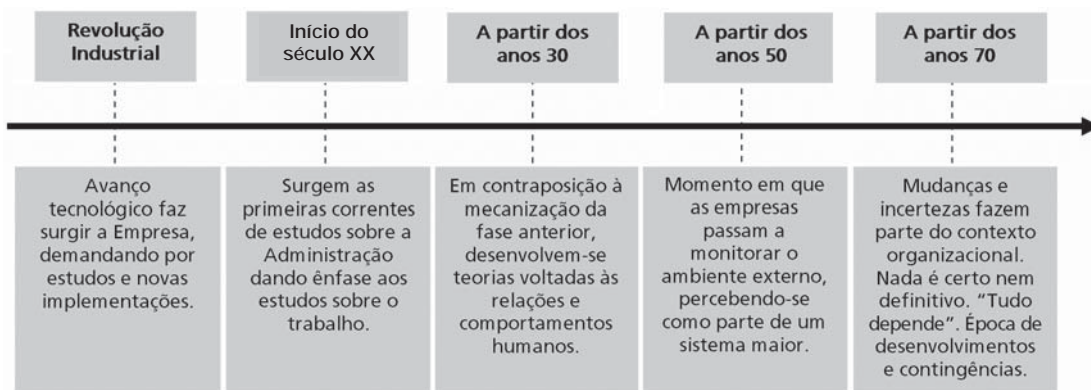 Revolução
Industrial
Início do
século XX
A partir dos
anos 30
A partir dos
anos 50
A partir dos
anos 70
Avanço
tecnológico faz
surgir a Empresa,
demandando por
estudos e novas
implementações.
Surgem as
primeiras correntes
de estudos sobre a
Administração
dando ênfase aos
estudos sobre o
trabalho.
Em contraposição à
mecanização da
fase anterior,
desenvolvem-se
teorias voltadas às
relações e
comportamentos
humanos.
Momento em que
as empresas
passam a
monitorar o
ambiente externo,
percebendo-se
como parte de um
sistema maior.
Mudanças e
incertezas fazem
parte do contexto
organizacional.
Nada é certo nem
definitivo. “Tudo
depende”. Época de
desenvolvimentos
e contingências.